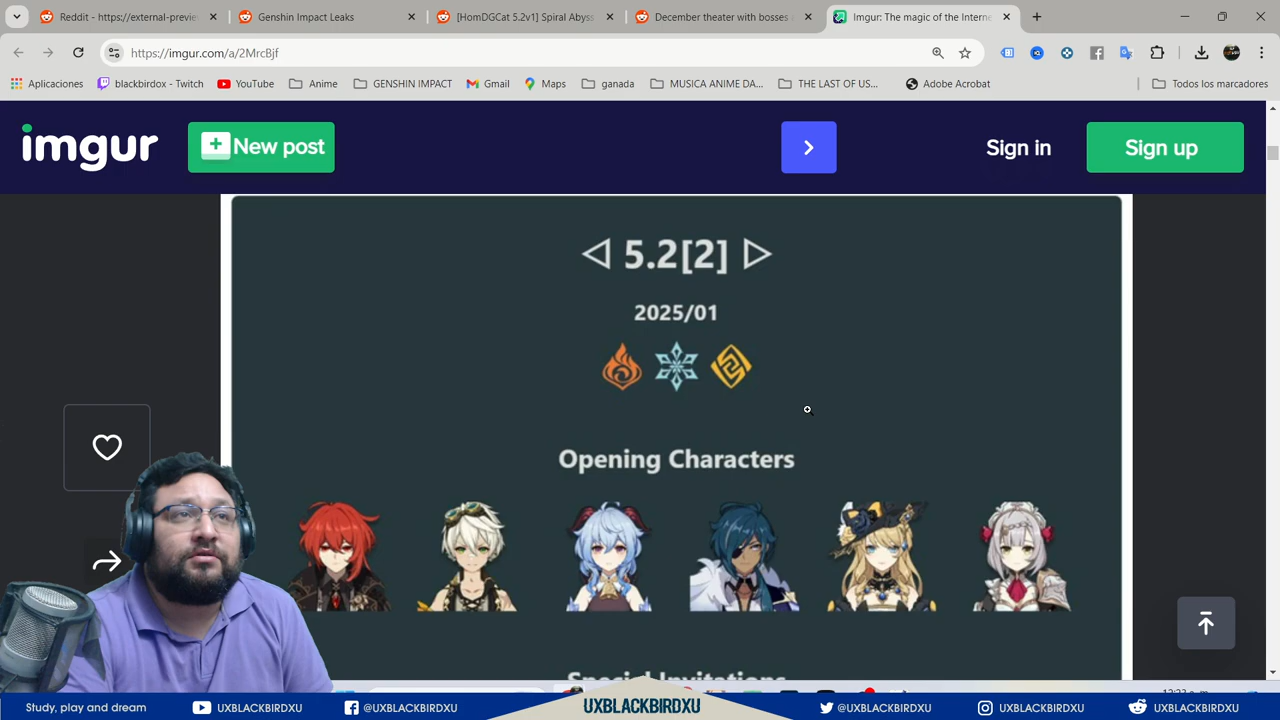 Reddit - https://external-previe
Genshin Impact Leaks
[HomDGCat 5.2v1] Spiral Abyss
December theater with bosses
Imgur: The magic of the Interne
https://imgur.com/a/2MrcBjf
Aplicaciones
blackbirdox - Twitch
YouTube
Anime
GENSHIN IMPACT
Gmail
Maps
ganada
MUSICA ANIME DA...
THE LAST OF US...
Adobe Acrobat
Todos los marcadores
imgur
New post
Sign in
Sign up
5.2[2]
2025/01
Opening Characters
Special Invitations
Study, play and dream
UXBLACKBIRDXU
@UXBLACKBIRDXU
UXBLACKBIRDXU
@UXBLACKBIRDXU
UXBLACKBIRDXU
UXBLACKBIRDXU